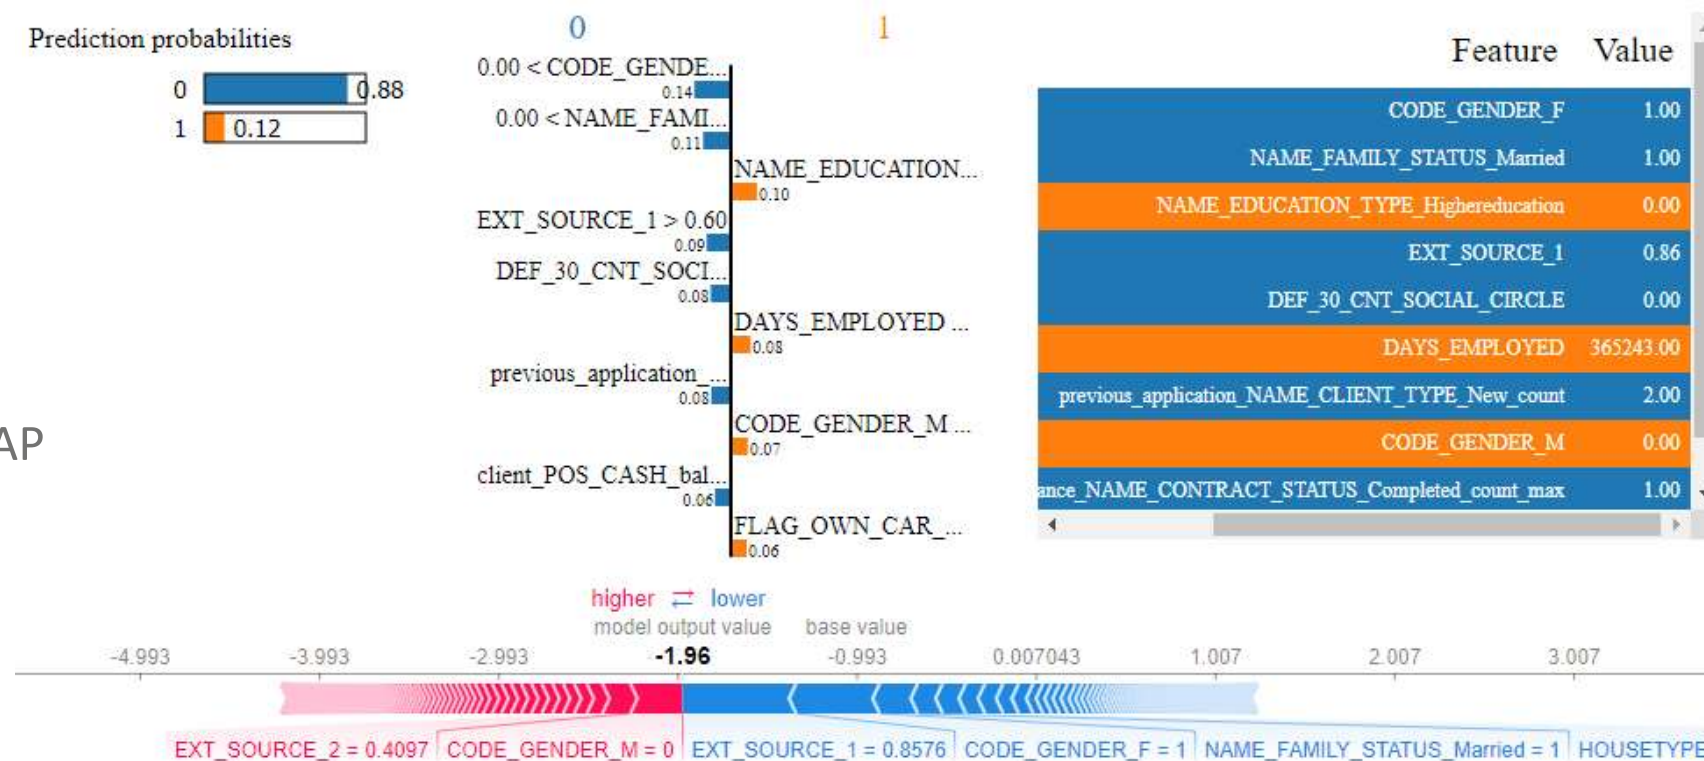 Prediction probabilities
0
0.88
1
0.12
0
1
0.00 < CODE_GENDE...
0.14
0.00 < NAME_FAMI...
0.11
NAME_EDUCATION...
0.10
EXT_SOURCE_1 > 0.60
0.09
DEF_30_CNT_SOCI...
0.08
DAYS_EMPLOYED ...
0.08
previous_application_...
0.08
CODE_GENDER_M ...
0.07
client_POS_CASH_bal...
0.06
FLAG_OWN_CAR_...
0.06
Feature Value
CODE_GENDER_F 1.00
NAME_FAMILY_STATUS_Married 1.00
NAME_EDUCATION_TYPE_Highereducation 0.00
EXT_SOURCE_1 0.86
DEF_30_CNT_SOCIAL_CIRCLE 0.00
DAYS_EMPLOYED 365243.00
previous_application_NAME_CLIENT_TYPE_New_count 2.00
CODE_GENDER_M 0.00
ance_NAME_CONTRACT_STATUS_Completed_count_max 1.00
AP
higher ⇄ lower
model output value base value
-4.993 -3.993 -2.993 -1.96 -0.993 0.007043 1.007 2.007 3.007
EXT_SOURCE_2 = 0.4097 CODE_GENDER_M = 0 EXT_SOURCE_1 = 0.8576 CODE_GENDER_F = 1 NAME_FAMILY_STATUS_Married = 1 HOUSETYPE